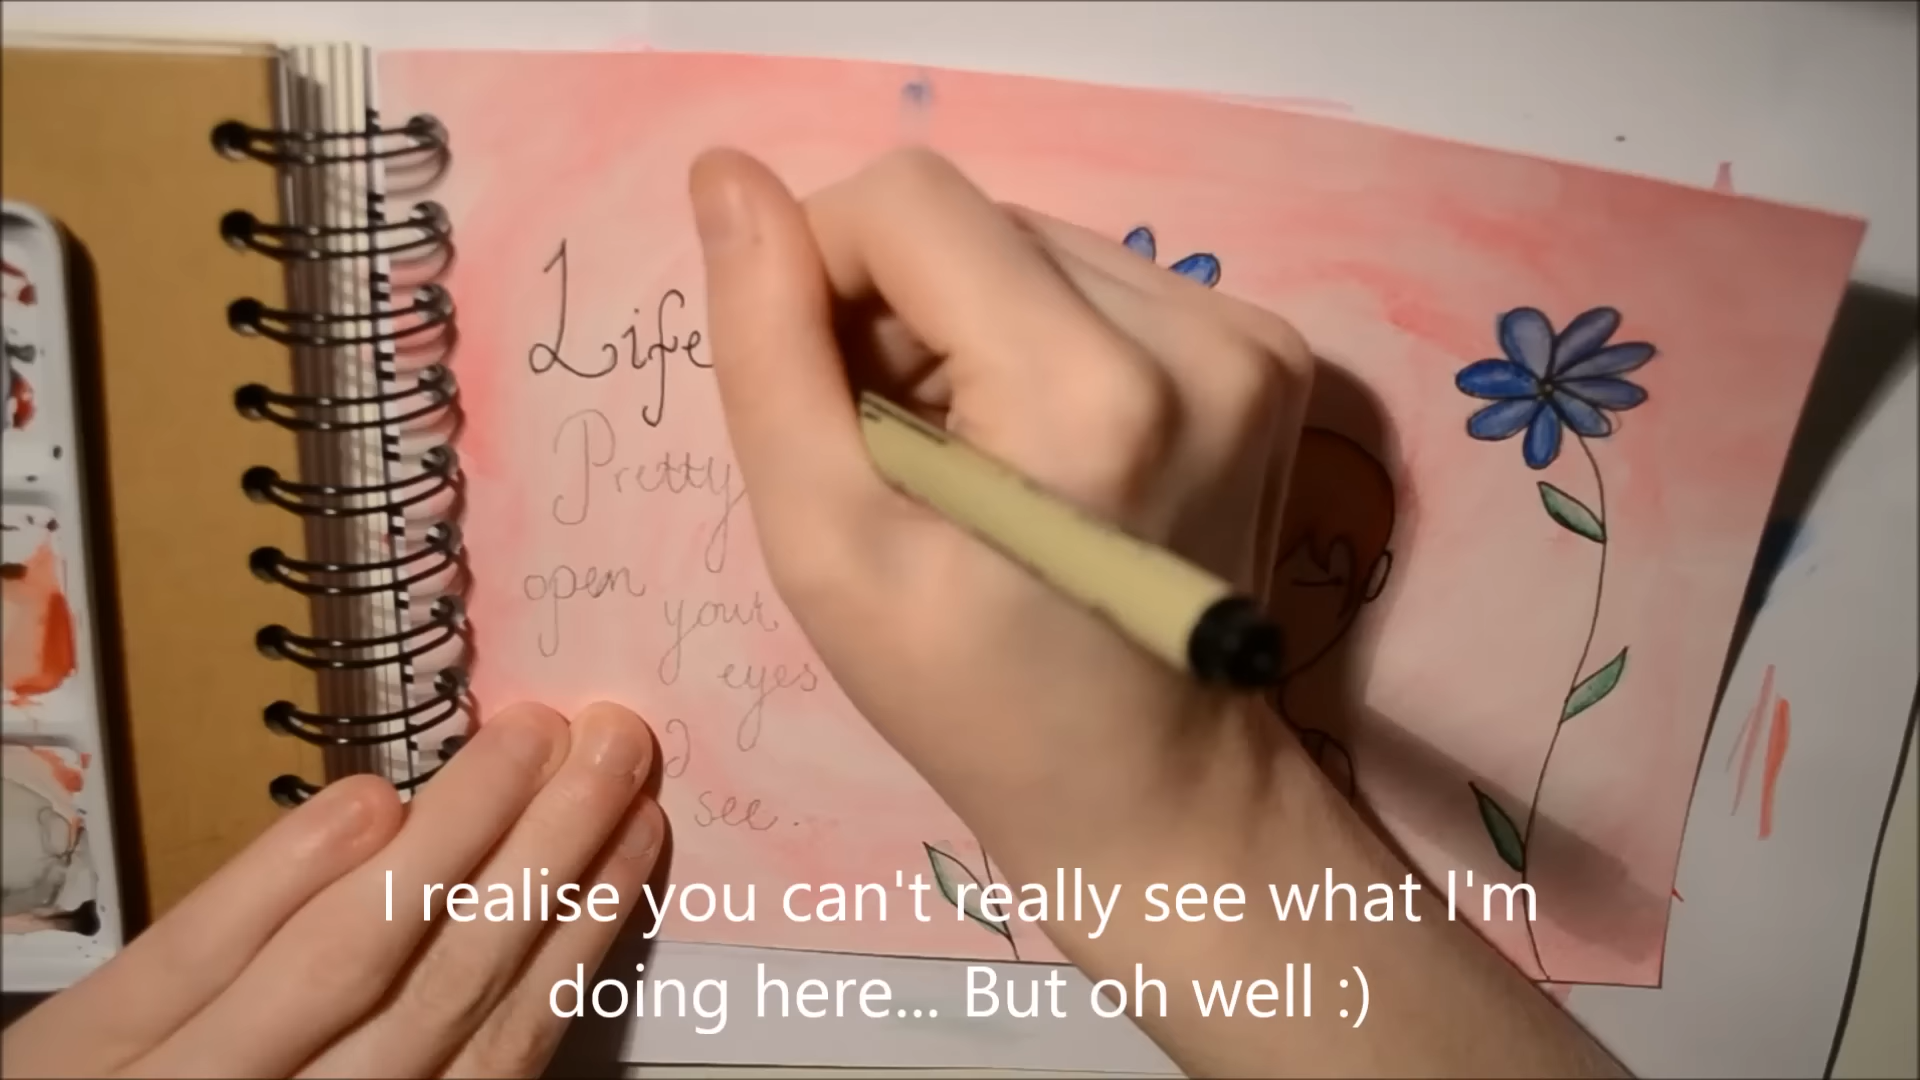 Life
Pretty
open your
eyes
&
see.
I realise you can't really see what I'm
doing here... But oh well :)